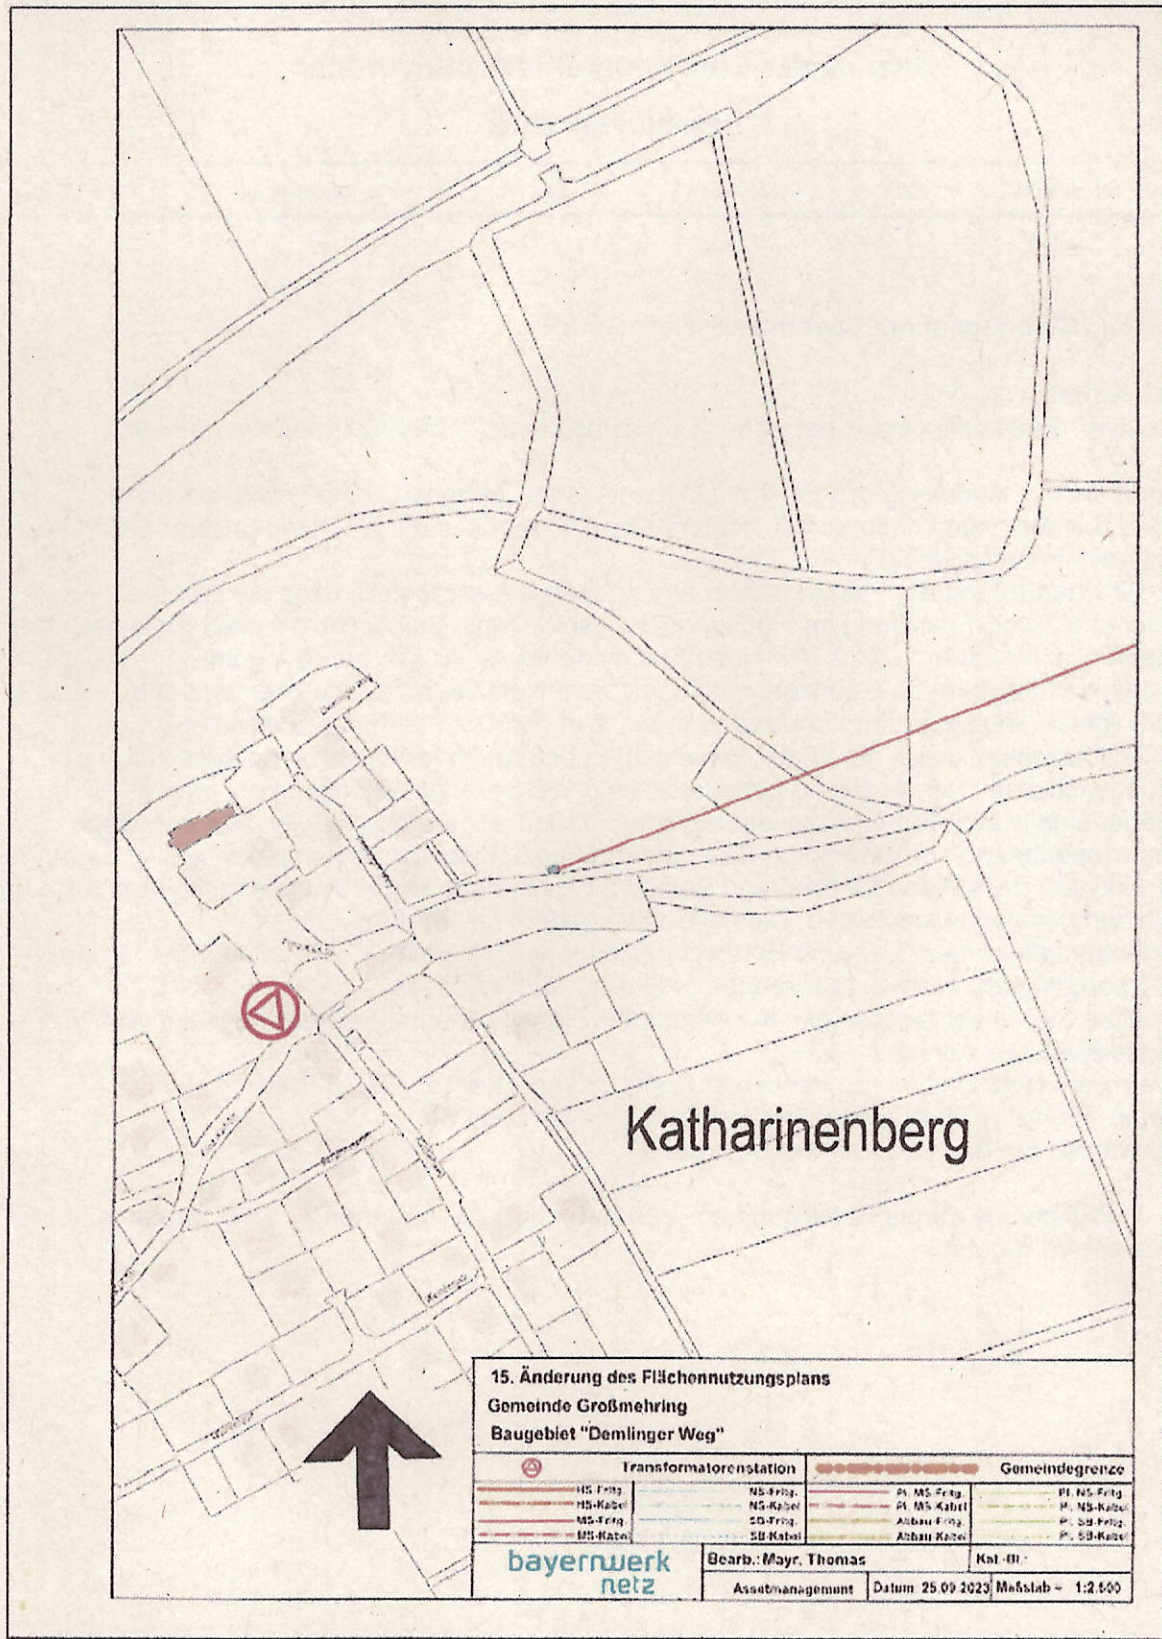 Katharinenberg
15. Änderung des Flächennutzungsplans
Gemeinde Großmehring
Baugebiet "Demlinger Weg"
Transformatorenstation
Gemeindegrenze
HS-Frltg.
NS-Frltg.
Pl. MS-Frltg.
Pl. NS-Frltg.
HS-Kabel
NS-Kabel
Pl. MS-Kabel
Pl. NS-Kabel
MS-Frltg.
SB-Frltg.
Abbau-Frltg.
Pl. SB-Frltg.
MS-Kabel
SB-Kabel
Abbau-Kabel
Pl. SB-Kabel
bayernwerk
netz
Bearb.: Mayr, Thomas
Kat.-Bl.:
Assetmanagement
Datum 25.09.2023
Maßstab ~ 1:2.500